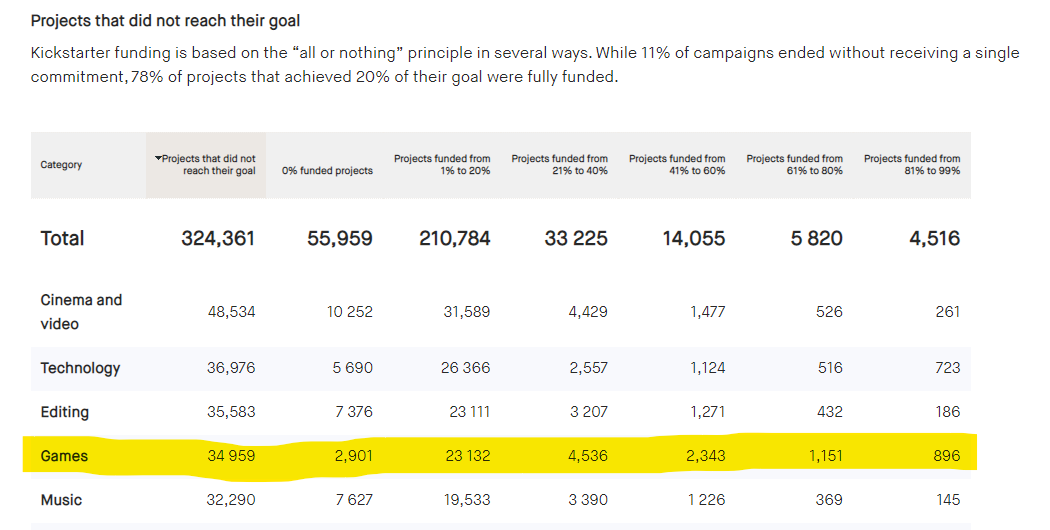 Projects that did not reach their goal
Kickstarter funding is based on the “all or nothing” principle in several ways. While 11% of campaigns ended without receiving a single
commitment, 78% of projects that achieved 20% of their goal were fully funded.
Category ▼Projects that did not reach their goal 0% funded projects Projects funded from 1% to 20% Projects funded from 21% to 40% Projects funded from 41% to 60% Projects funded from 61% to 80% Projects funded from 81% to 99%
Total 324,361 55,959 210,784 33 225 14,055 5 820 4,516
Cinema and video 48,534 10 252 31,589 4,429 1,477 526 261
Technology 36,976 5 690 26 366 2,557 1,124 516 723
Editing 35,583 7 376 23 111 3 207 1,271 432 186
Games 34 959 2,901 23 132 4,536 2,343 1,151 896
Music 32,290 7 627 19,533 3 390 1 226 369 145